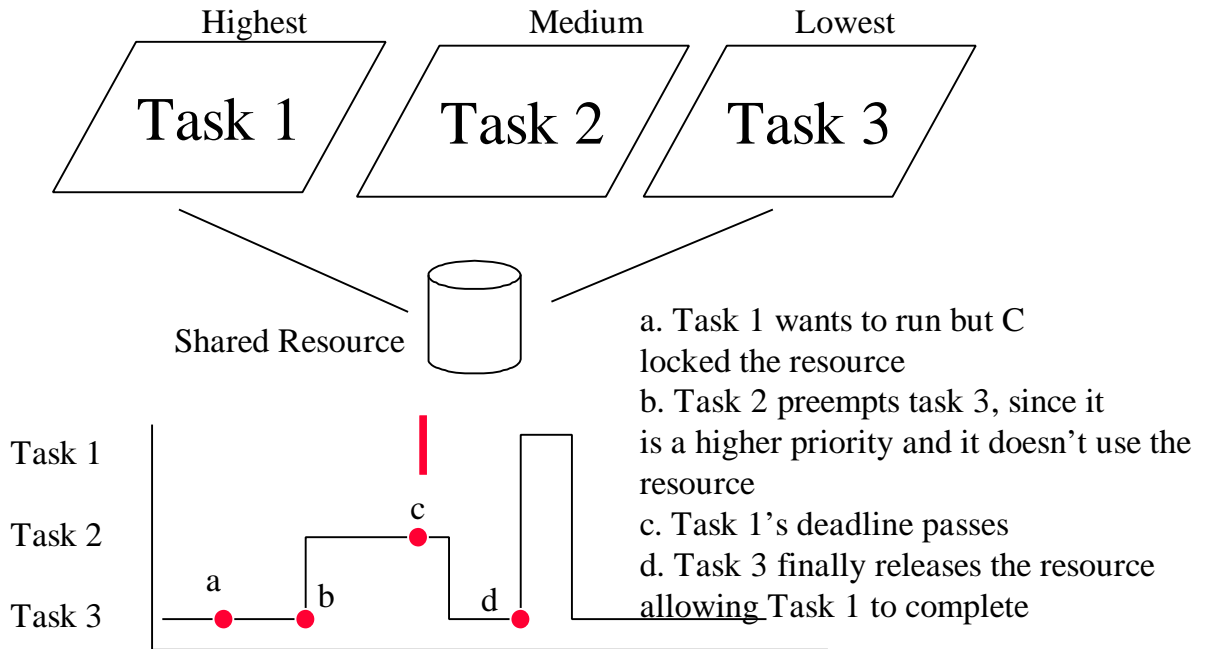 Highest Medium Lowest
Task 1 Task 2 Task 3
Shared Resource
a. Task 1 wants to run but C
locked the resource
b. Task 2 preempts task 3, since it
is a higher priority and it doesn’t use the
resource
c. Task 1’s deadline passes
d. Task 3 finally releases the resource
allowing Task 1 to complete
Task 1
c
Task 2
a
b
d
Task 3